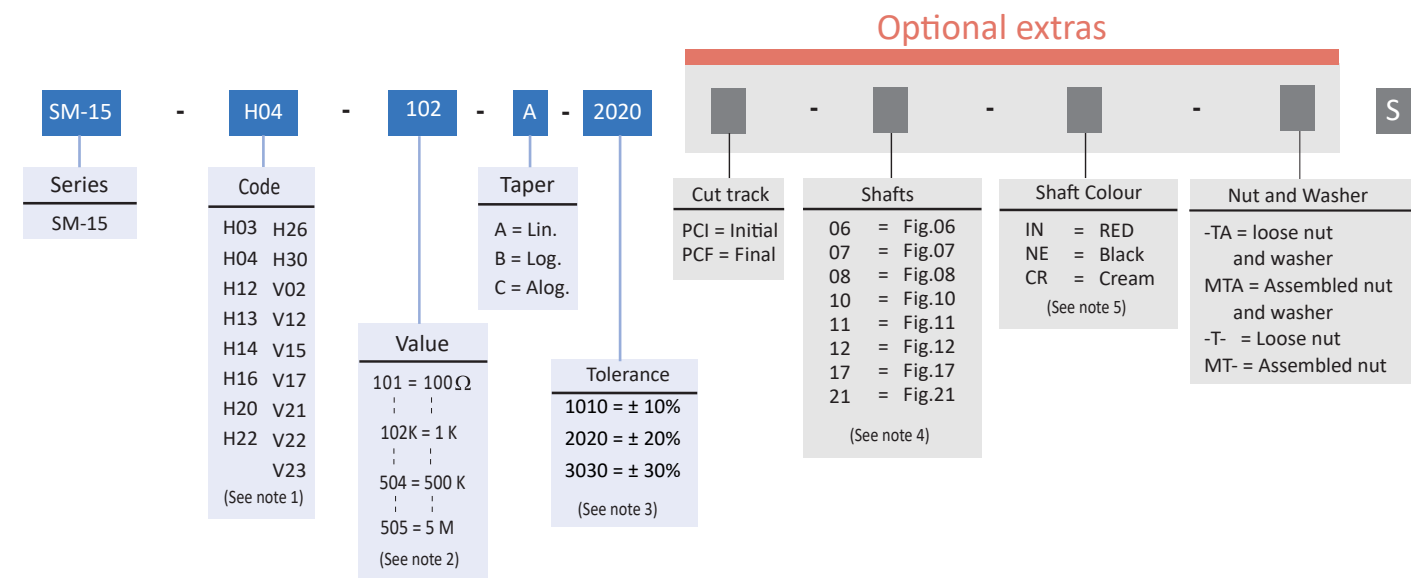 Optional extras
SM-15 - H04 - 102 - A - 2020 - - - S
Series
SM-15
Code
H03 H26
H04 H30
H12 V02
H13 V12
H14 V15
H16 V17
H20 V21
H22 V22
V23
(See note 1)
Value
101 = 100Ω
102K = 1 K
504 = 500 K
505 = 5 M
(See note 2)
Taper
A = Lin.
B = Log.
C = Alog.
Tolerance
1010 = ± 10%
2020 = ± 20%
3030 = ± 30%
(See note 3)
Cut track
PCI = Initial
PCF = Final
Shafts
06 = Fig.06
07 = Fig.07
08 = Fig.08
10 = Fig.10
11 = Fig.11
12 = Fig.12
17 = Fig.17
21 = Fig.21
(See note 4)
Shaft Colour
IN = RED
NE = Black
CR = Cream
(See note 5)
Nut and Washer
-TA = loose nut
and washer
MTA = Assembled nut
and washer
-T- = Loose nut
MT- = Assembled nut